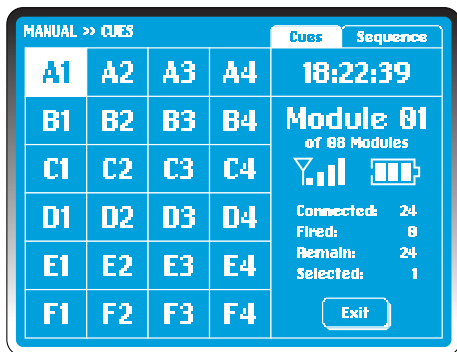 MANUAL >> CUES
Cues Sequence
A1 A2 A3 A4
18:22:39
B1 B2 B3 B4
Module 01
of 08 Modules
C1 C2 C3 C4
D1 D2 D3 D4
Connected: 24
Fired: 0
E1 E2 E3 E4
Remain: 24
Selected: 1
F1 F2 F3 F4
Exit